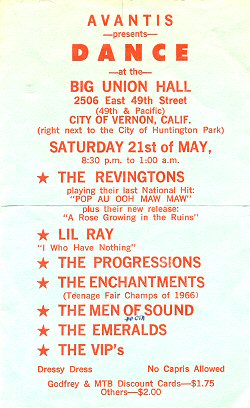 AVANTIS
—presents—
DANCE
—at the—
BIG UNION HALL
2506 East 49th Street
(49th & Pacific)
CITY OF VERNON, CALIF.
(right next to the City of Huntington Park)
SATURDAY 21st of MAY,
8:30 p.m. to 1:00 a.m.
★ THE REVINGTONS
playing their last National Hit:
"POP AU OOH MAW MAW"
plus their new release:
"A Rose Growing in the Ruins"
★ LIL RAY
"I Who Have Nothing"
★ THE PROGRESSIONS
★ THE ENCHANTMENTS
(Teenage Fair Champs of 1966)
★ THE MEN OF SOUND
★ THE EMERALDS
★ THE VIP's
Dressy Dress No Capris Allowed
Godfrey & MTB Discount Cards—$1.75
Others—$2.00